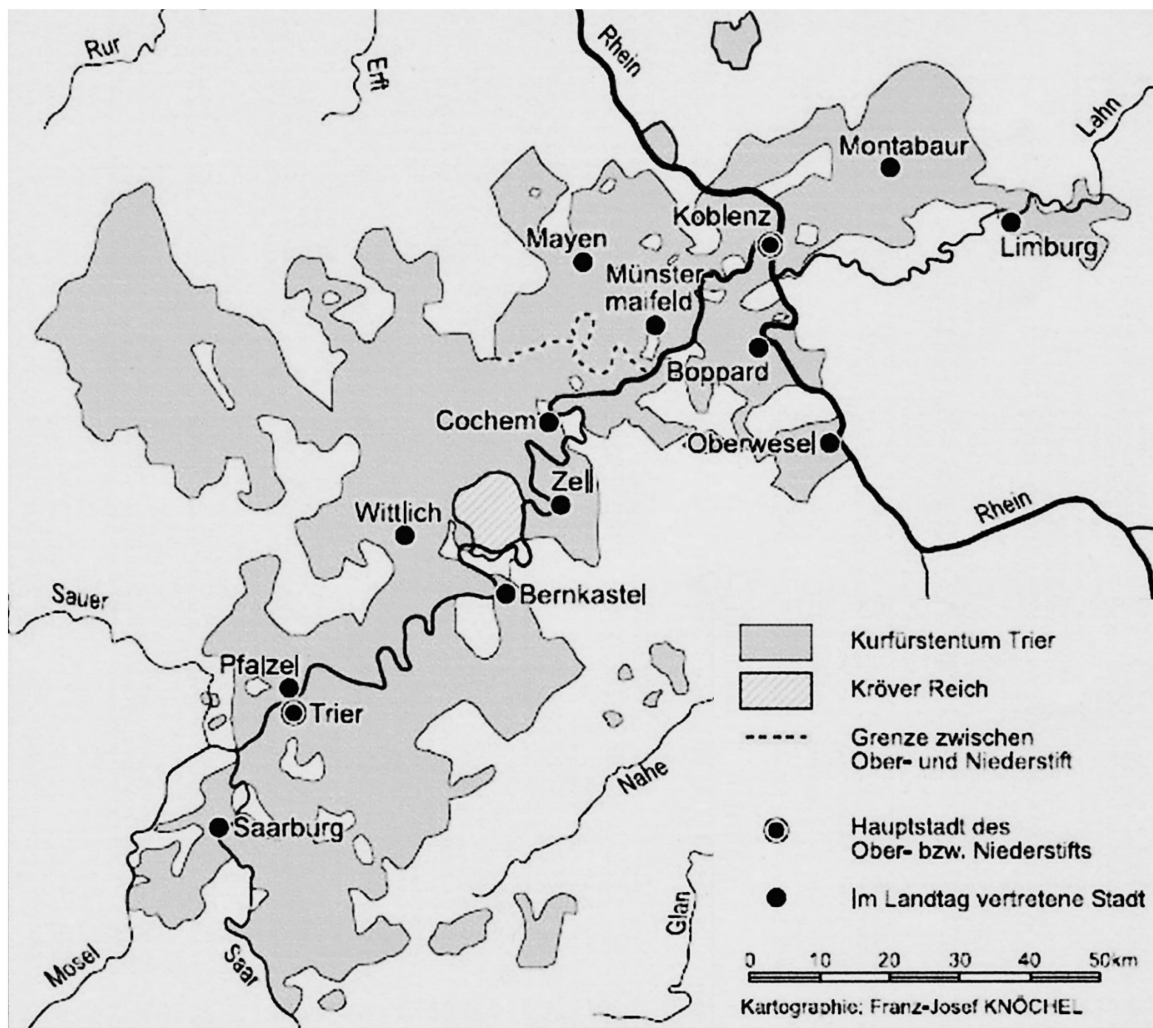 Rur
Erft
Rhein
Lahn
Montabaur
Koblenz
Limburg
Mayen
Münster
maifeld
Boppard
Cochem
Oberwesel
Zell
Wittlich
Rhein
Bernkastel
Sauer
Pfalzel
Trier
Nahe
Saarburg
Glan
Mosel
Saar
Kurfürstentum Trier
Kröver Reich
Grenze zwischen
Ober- und Niederstift
Hauptstadt des
Ober- bzw. Niederstifts
Im Landtag vertretene Stadt
0 10 20 30 40 50km
Kartographie: Franz-Josef KNÖCHEL